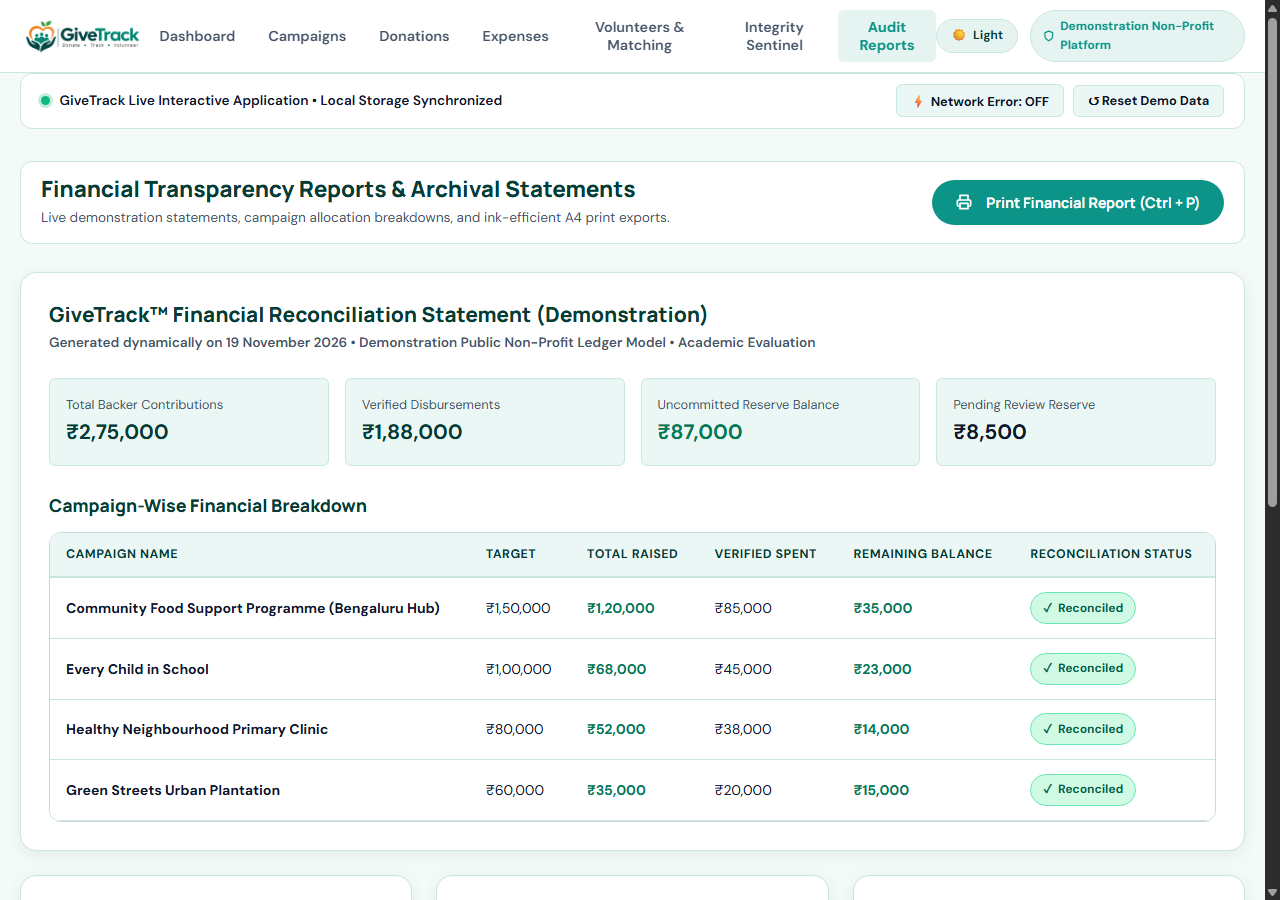 GiveTrack
Donate • Track • Volunteer
Dashboard
Campaigns
Donations
Expenses
Volunteers &
Matching
Integrity
Sentinel
Audit
Reports
Light
Demonstration Non-Profit
Platform
GiveTrack Live Interactive Application • Local Storage Synchronized
Network Error: OFF
↺ Reset Demo Data
Financial Transparency Reports & Archival Statements
Live demonstration statements, campaign allocation breakdowns, and ink-efficient A4 print exports.
Print Financial Report (Ctrl + P)
GiveTrack™ Financial Reconciliation Statement (Demonstration)
Generated dynamically on 19 November 2026 • Demonstration Public Non-Profit Ledger Model • Academic Evaluation
Total Backer Contributions
₹2,75,000
Verified Disbursements
₹1,88,000
Uncommitted Reserve Balance
₹87,000
Pending Review Reserve
₹8,500
Campaign-Wise Financial Breakdown
CAMPAIGN NAME TARGET TOTAL RAISED VERIFIED SPENT REMAINING BALANCE RECONCILIATION STATUS
Community Food Support Programme (Bengaluru Hub) ₹1,50,000 ₹1,20,000 ₹85,000 ₹35,000 ✓ Reconciled
Every Child in School ₹1,00,000 ₹68,000 ₹45,000 ₹23,000 ✓ Reconciled
Healthy Neighbourhood Primary Clinic ₹80,000 ₹52,000 ₹38,000 ₹14,000 ✓ Reconciled
Green Streets Urban Plantation ₹60,000 ₹35,000 ₹20,000 ₹15,000 ✓ Reconciled